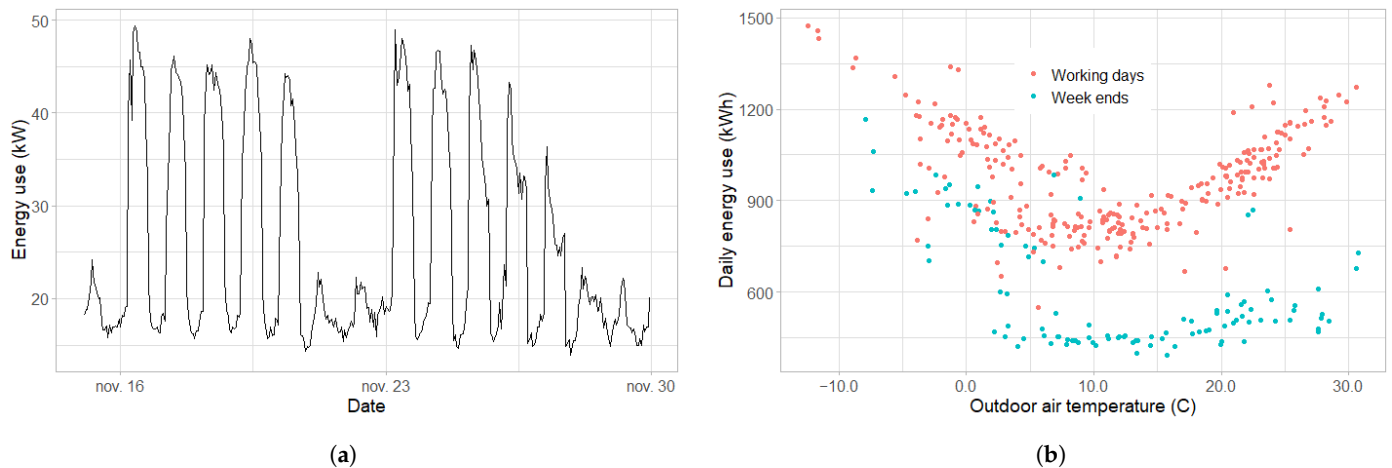 50
40
30
20
Energy use (kW)
nov. 16
nov. 23
nov. 30
Date
(a)
1500
1200
900
600
Daily energy use (kWh)
Working days
Week ends
−10.0
0.0
10.0
20.0
30.0
Outdoor air temperature (C)
(b)